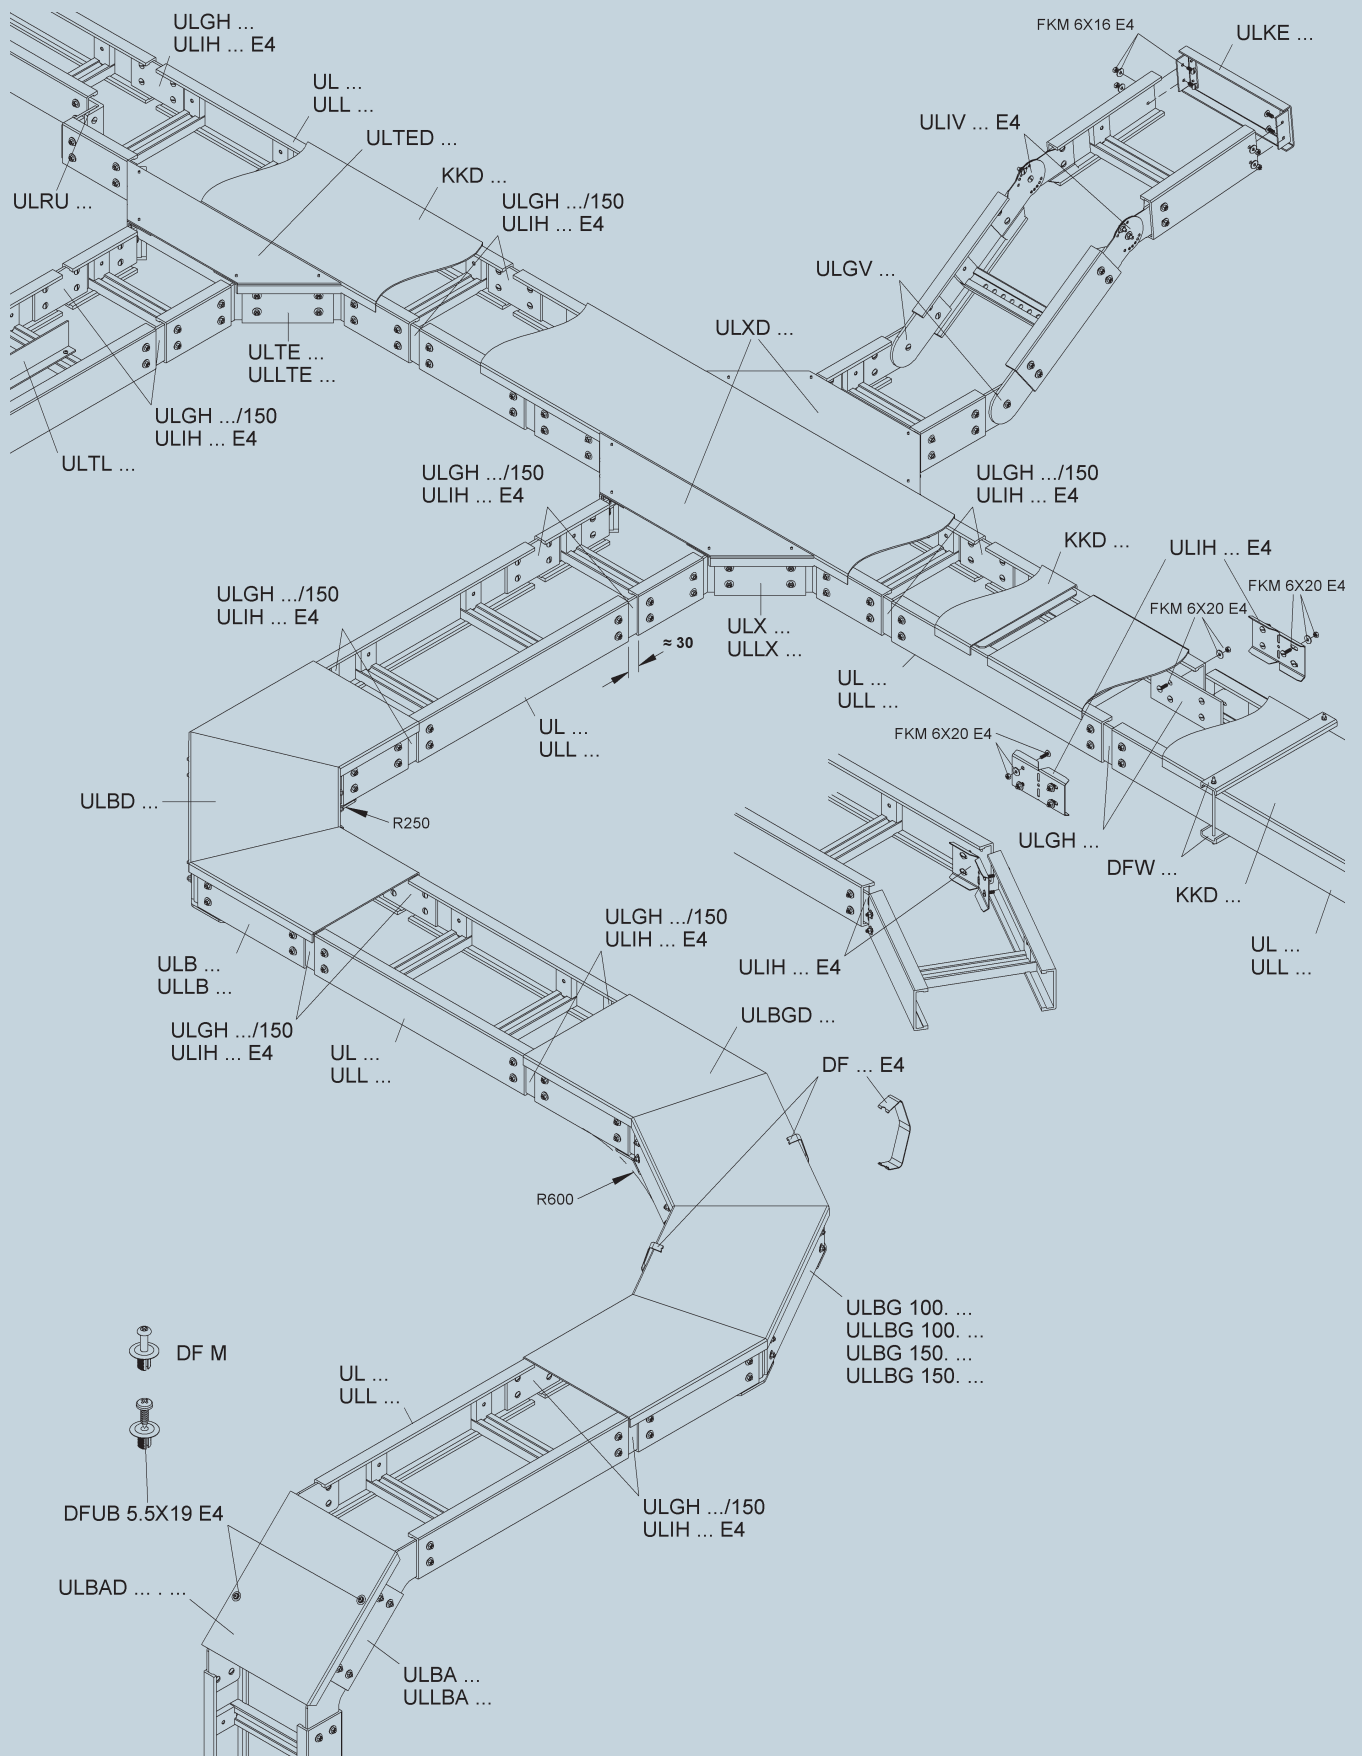 ULGH ...
ULIH ... E4
FKM 6X16 E4
ULKE ...
UL ...
ULL ...
ULTED ...
ULIV ... E4
KKD ...
ULRU ...
ULGH .../150
ULIH ... E4
ULGV ...
ULXD ...
ULTE ...
ULLTE ...
ULGH .../150
ULIH ... E4
ULTL ...
ULGH .../150
ULIH ... E4
ULGH .../150
ULIH ... E4
KKD ...
ULIH ... E4
FKM 6X20 E4
FKM 6X20 E4
ULGH .../150
ULIH ... E4
ULX ...
ULLX ...
≈ 30
UL ...
ULL ...
UL ...
ULL ...
FKM 6X20 E4
ULBD ...
R250
ULGH ...
DFW ...
KKD ...
ULGH .../150
ULIH ... E4
UL ...
ULL ...
ULB ...
ULLB ...
ULIH ... E4
ULGH .../150
ULIH ... E4
UL ...
ULL ...
ULBGD ...
DF ... E4
R600
ULBG 100. ...
ULLBG 100. ...
ULBG 150. ...
ULLBG 150. ...
DF M
UL ...
ULL ...
DFUB 5.5X19 E4
ULGH .../150
ULIH ... E4
ULBAD ... . ...
ULBA ...
ULLBA ...